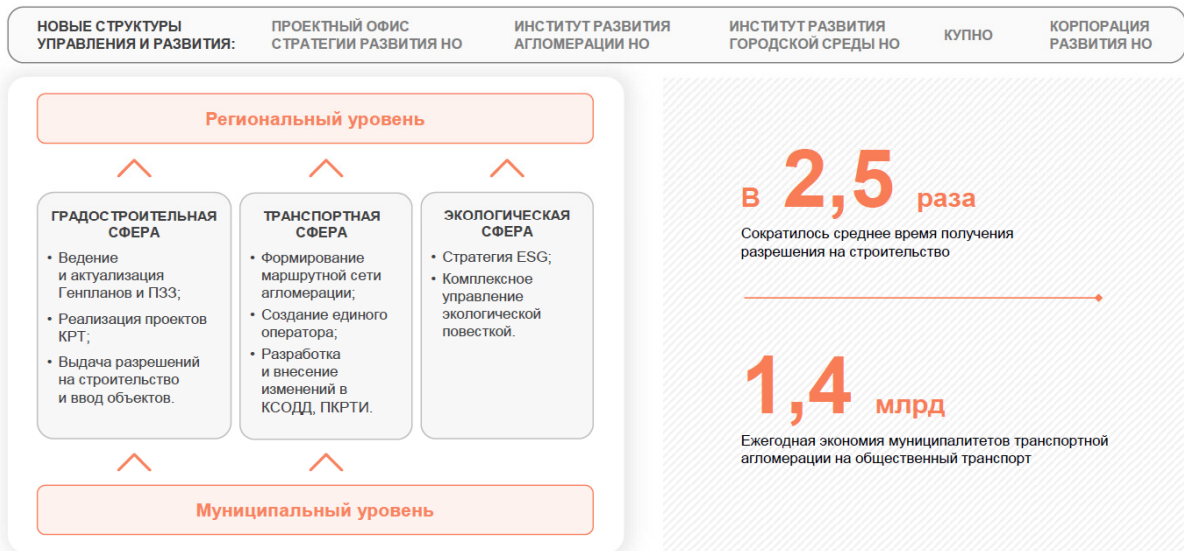 НОВЫЕ СТРУКТУРЫ
УПРАВЛЕНИЯ И РАЗВИТИЯ:
ПРОЕКТНЫЙ ОФИС
СТРАТЕГИИ РАЗВИТИЯ НО
ИНСТИТУТ РАЗВИТИЯ
АГЛОМЕРАЦИИ НО
ИНСТИТУТ РАЗВИТИЯ
ГОРОДСКОЙ СРЕДЫ НО
КУПНО
КОРПОРАЦИЯ
РАЗВИТИЯ НО
Региональный уровень
ГРАДОСТРОИТЕЛЬНАЯ
СФЕРА
• Ведение
и актуализация
Генпланов и ПЗЗ;
• Реализация проектов
КРТ;
• Выдача разрешений
на строительство
и ввод объектов.
ТРАНСПОРТНАЯ
СФЕРА
• Формирование
маршрутной сети
агломерации;
• Создание единого
оператора;
• Разработка
и внесение
изменений в
КСОДД, ПКРТИ.
ЭКОЛОГИЧЕСКАЯ
СФЕРА
• Стратегия ESG;
• Комплексное
управление
экологической
повесткой.
Муниципальный уровень
В 2,5 раза
Сократилось среднее время получения
разрешения на строительство
1,4 млрд
Ежегодная экономия муниципалитетов транспортной
агломерации на общественный транспорт